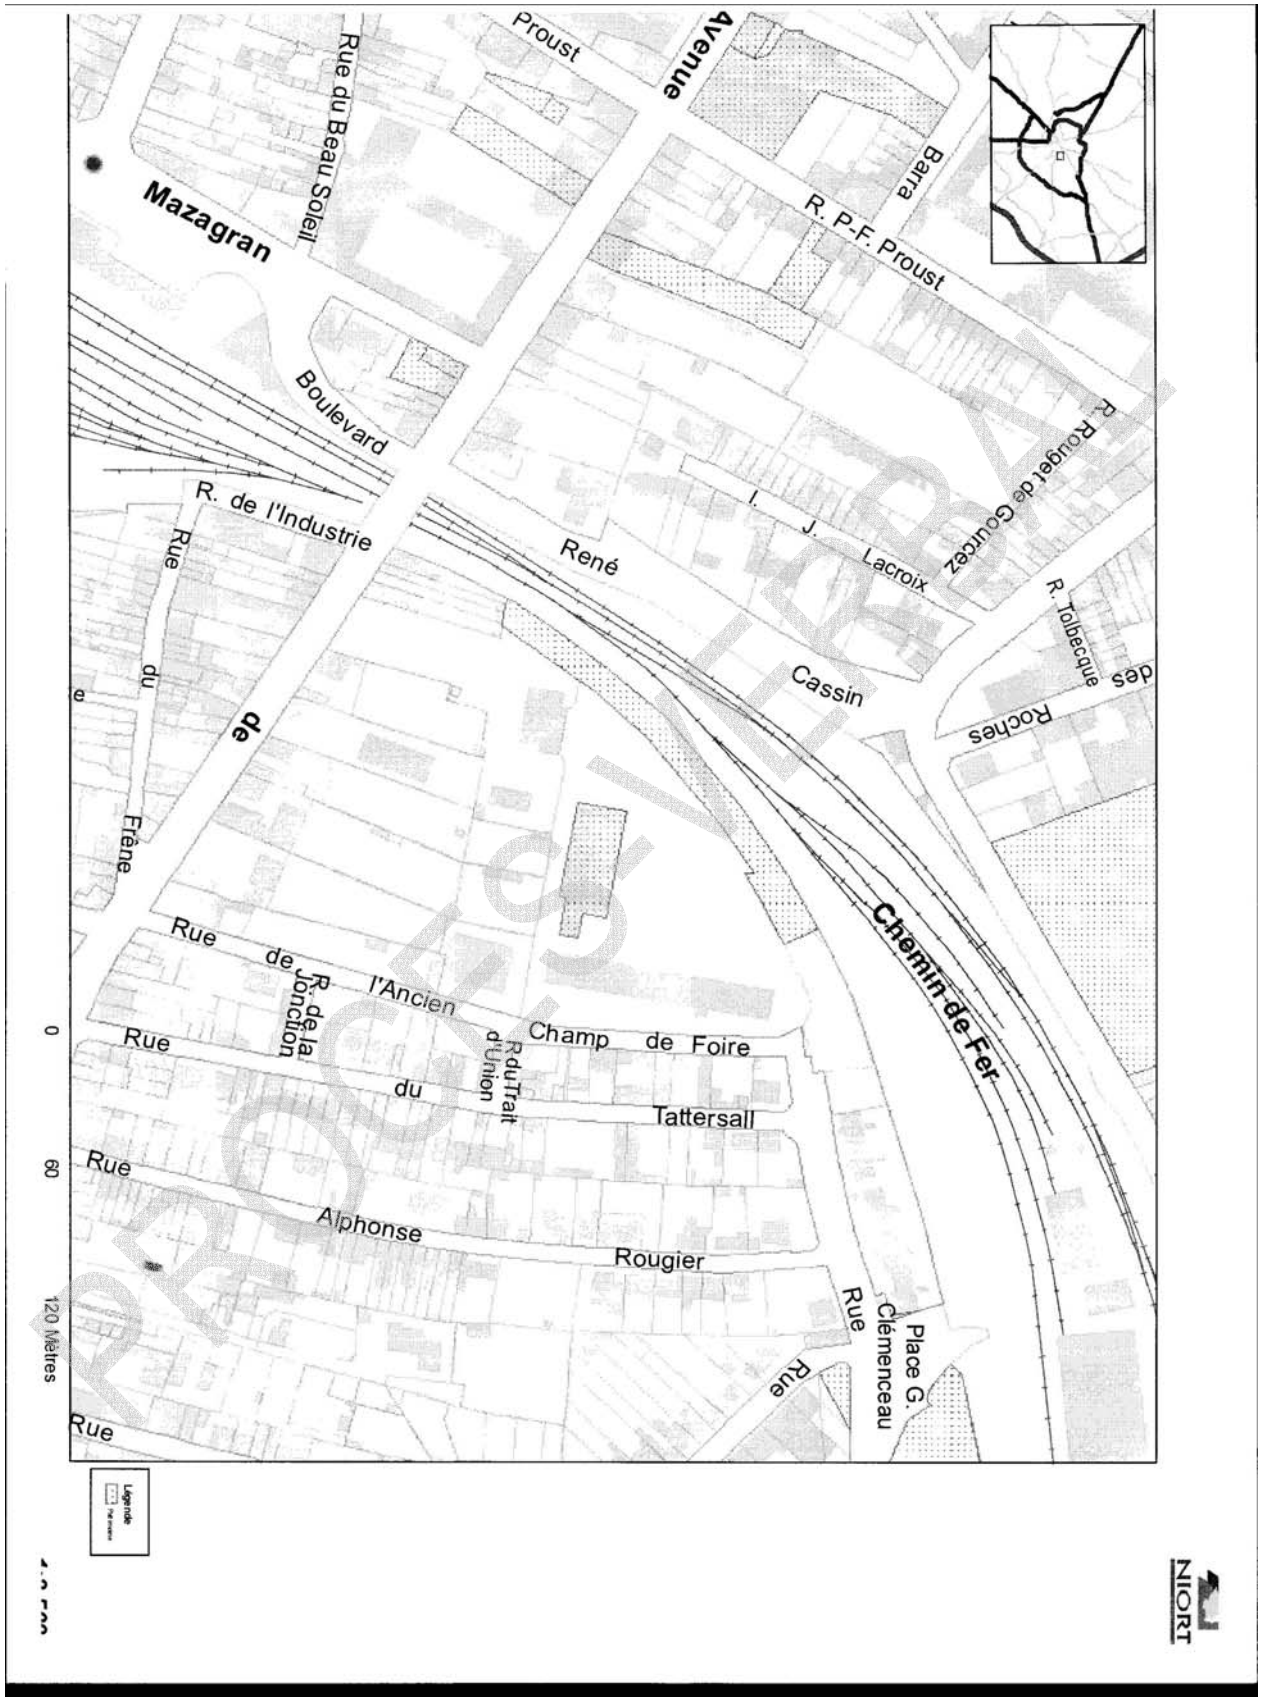 Proust
Avenue
Rue du Beau Soleil
Mazagran
Barra
R. P-F. Proust
Boulevard
R. Rouget de Gourcez
I. J. Lacroix
R. de l'Industrie
René
Cassin
R. Tolbecque
des
Roches
Rue
du
Frêne
e
de
Chemin de Fer
Rue
de
l'Ancien
Champ de Foire
R. de la
Jonction
R du Trait
d'Union
Rue
du
Tattersall
Rue
Alphonse
Rougier
Rue
Place G.
Clémenceau
Rue
Rue
0
60
120 Mètres
Légende
Patrimoine
NIORT
PROCES-VERBAL